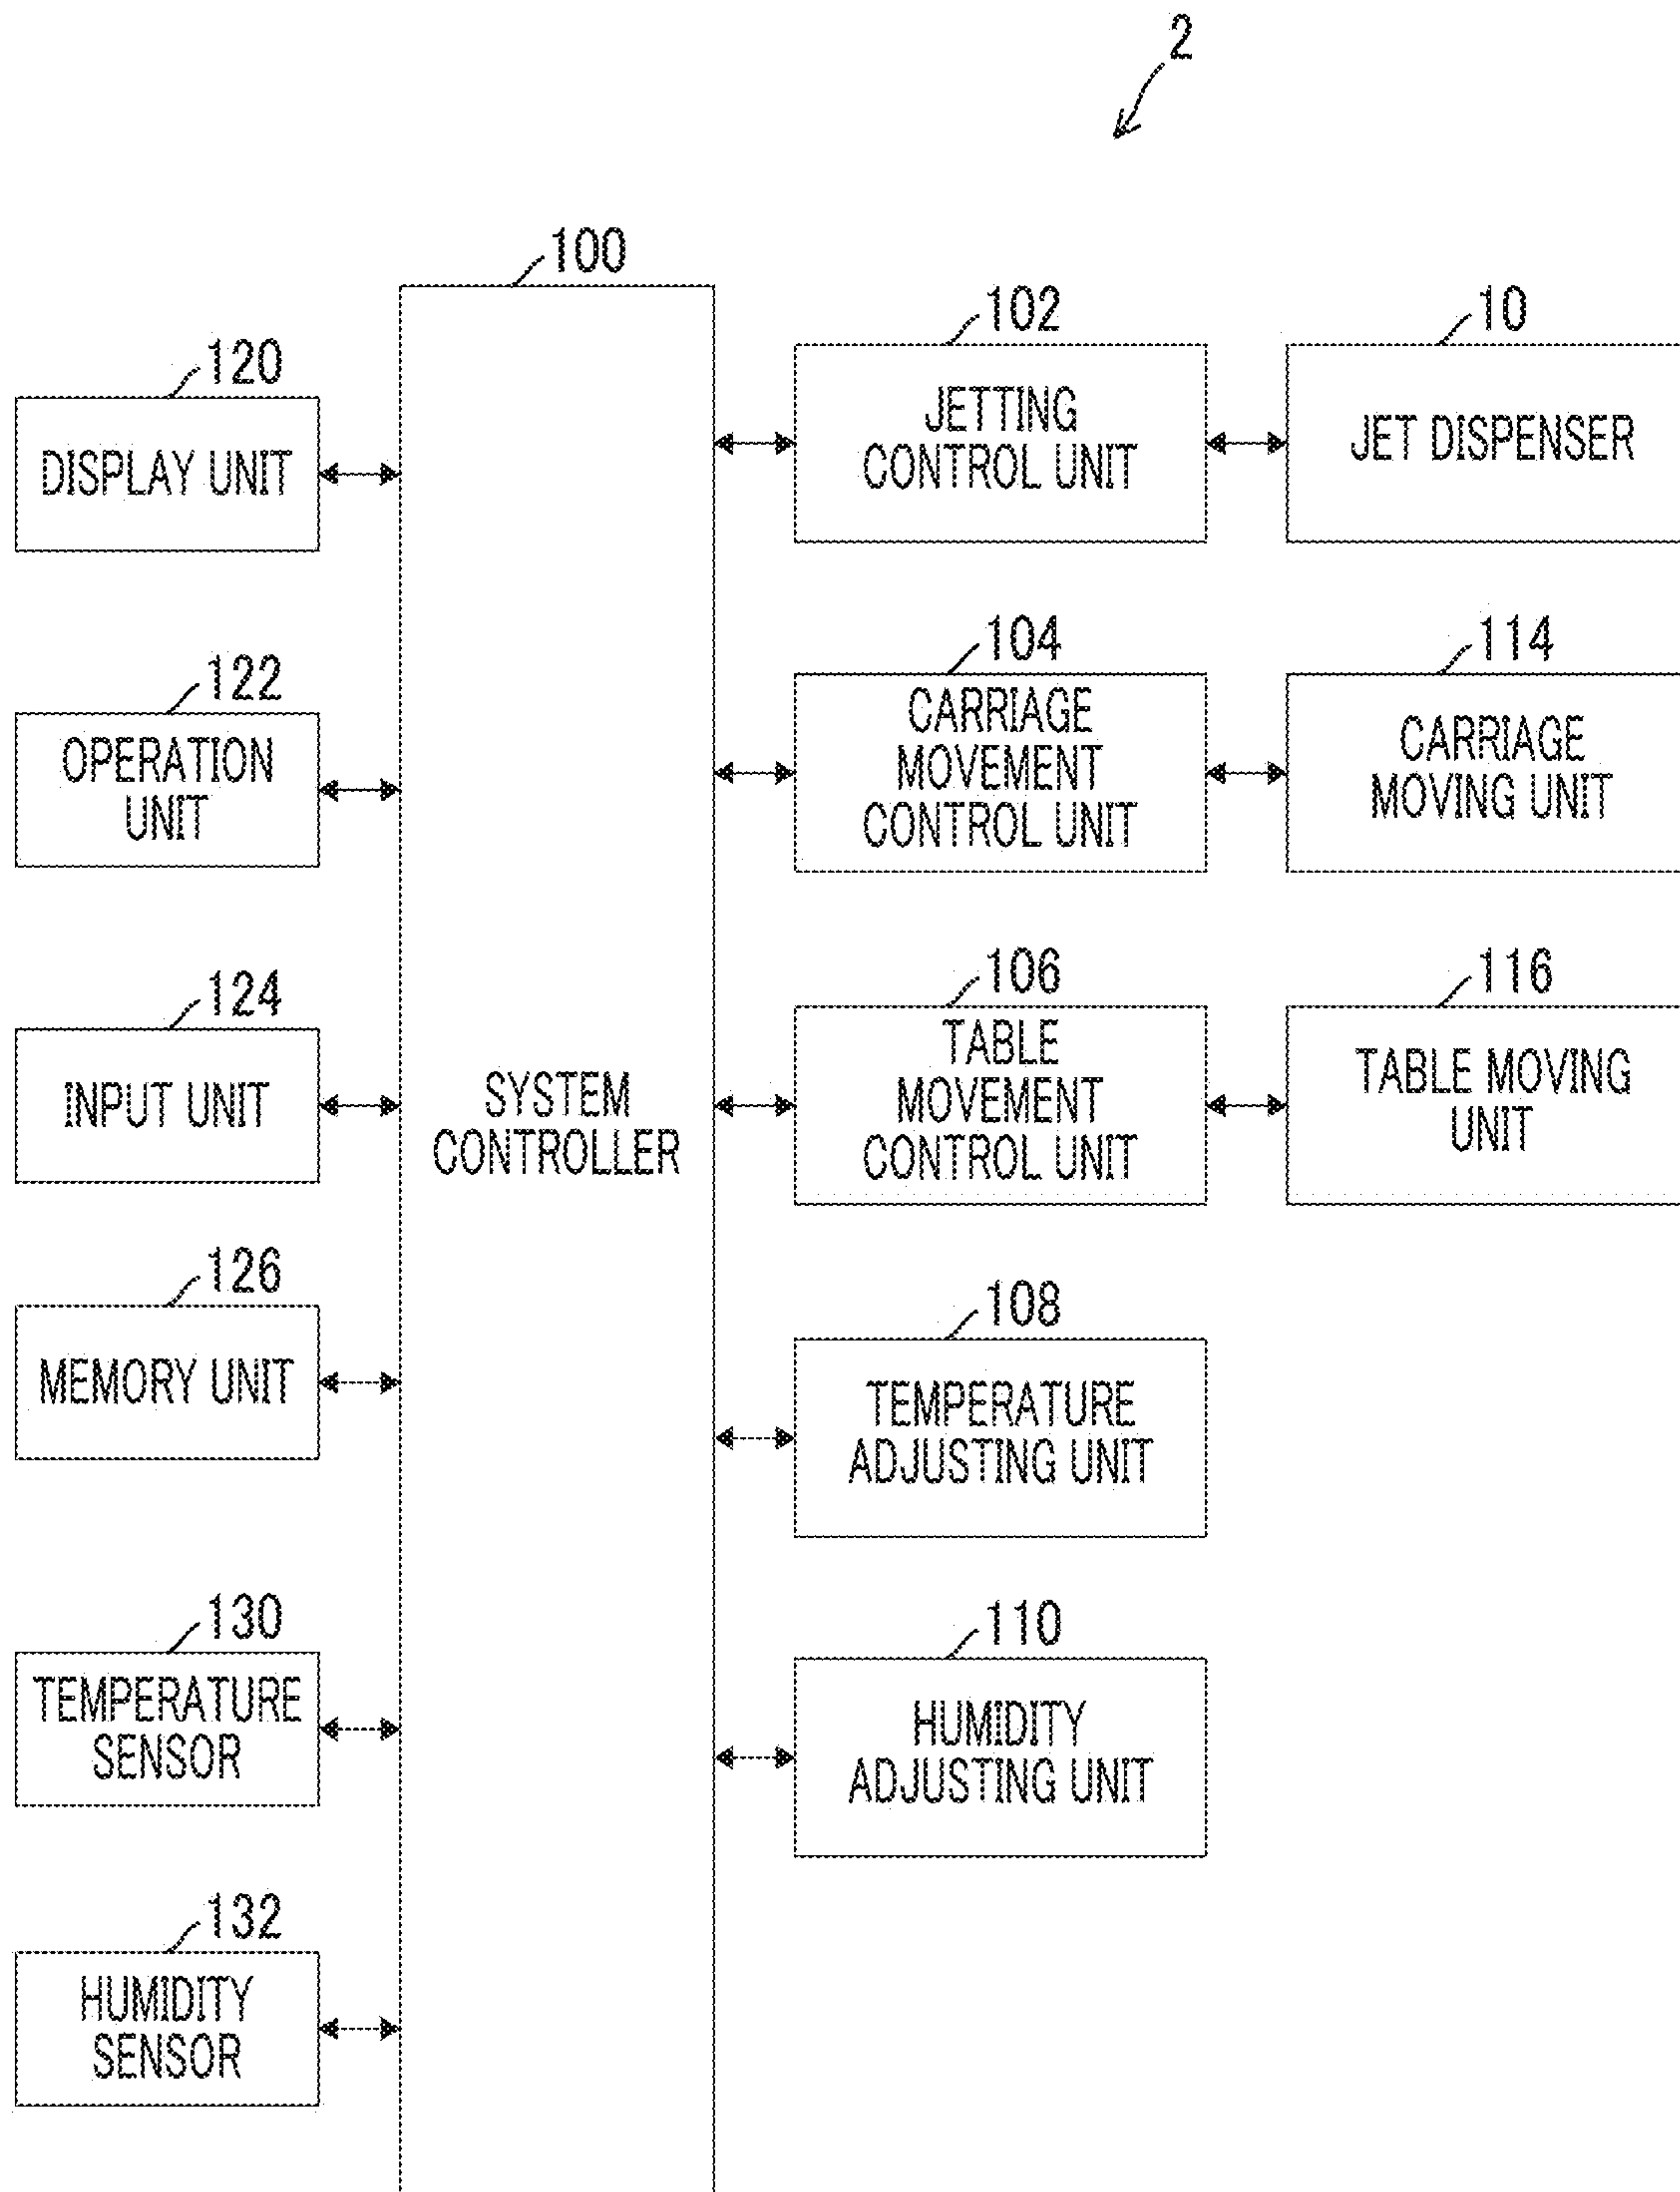 2
100
120
DISPLAY UNIT
122
OPERATION
UNIT
124
INPUT UNIT
126
MEMORY UNIT
130
TEMPERATURE
SENSOR
132
HUMIDITY
SENSOR
SYSTEM
CONTROLLER
102
JETTING
CONTROL UNIT
10
JET DISPENSER
104
CARRIAGE
MOVEMENT
CONTROL UNIT
114
CARRIAGE
MOVING UNIT
106
TABLE
MOVEMENT
CONTROL UNIT
116
TABLE MOVING
UNIT
108
TEMPERATURE
ADJUSTING UNIT
110
HUMIDITY
ADJUSTING UNIT